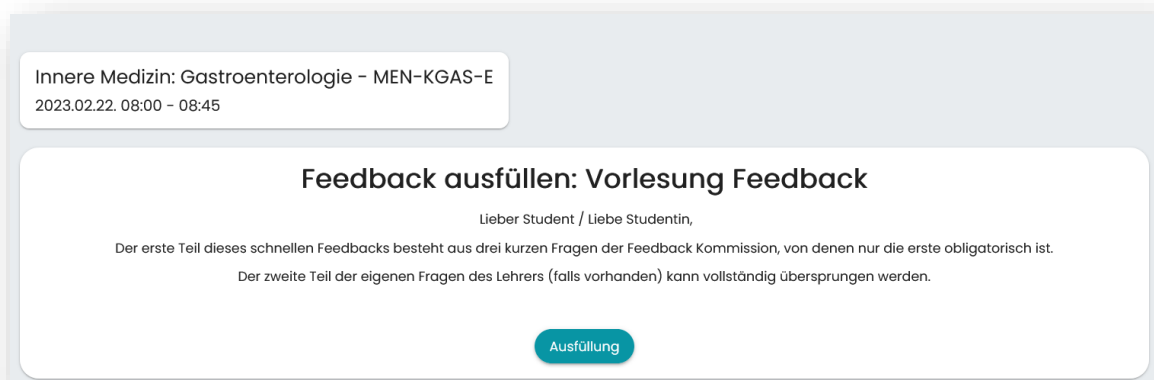 Innere Medizin: Gastroenterologie - MEN-KGAS-E
2023.02.22. 08:00 - 08:45
Feedback ausfüllen: Vorlesung Feedback
Lieber Student / Liebe Studentin,
Der erste Teil dieses schnellen Feedbacks besteht aus drei kurzen Fragen der Feedback Kommission, von denen nur die erste obligatorisch ist.
Der zweite Teil der eigenen Fragen des Lehrers (falls vorhanden) kann vollständig übersprungen werden.
Ausfüllung